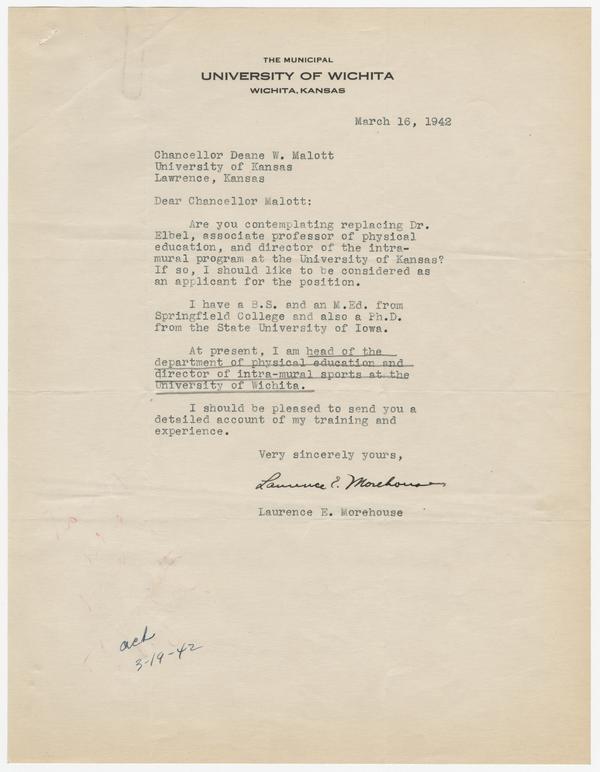 THE MUNICIPAL
UNIVERSITY OF WICHITA
WICHITA, KANSAS
March 16, 1942
Chancellor Deane W. Malott
University of Kansas
Lawrence, Kansas
Dear Chancellor Malott:
Are you contemplating replacing Dr.
Elbel, associate professor of physical
education, and director of the intra-
mural program at the University of Kansas?
If so, I should like to be considered as
an applicant for the position.
I have a B.S. and an M.Ed. from
Springfield College and also a Ph.D.
from the State University of Iowa.
At present, I am head of the
department of physical education and
director of intra-mural sports at the
University of Wichita.
I should be pleased to send you a
detailed account of my training and
experience.
Very sincerely yours,
Laurence E. Morehouse
Laurence E. Morehouse
ack
3-19-42